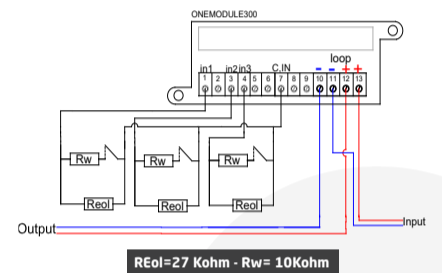 ONEMODULE300
loop
in1 in2 in3 C.IN - - + +
1 2 3 4 5 6 7 8 9 10 11 12 13
Rw Rw Rw
Reol Reol Reol
Output Input
REol=27 Kohm - Rw= 10Kohm